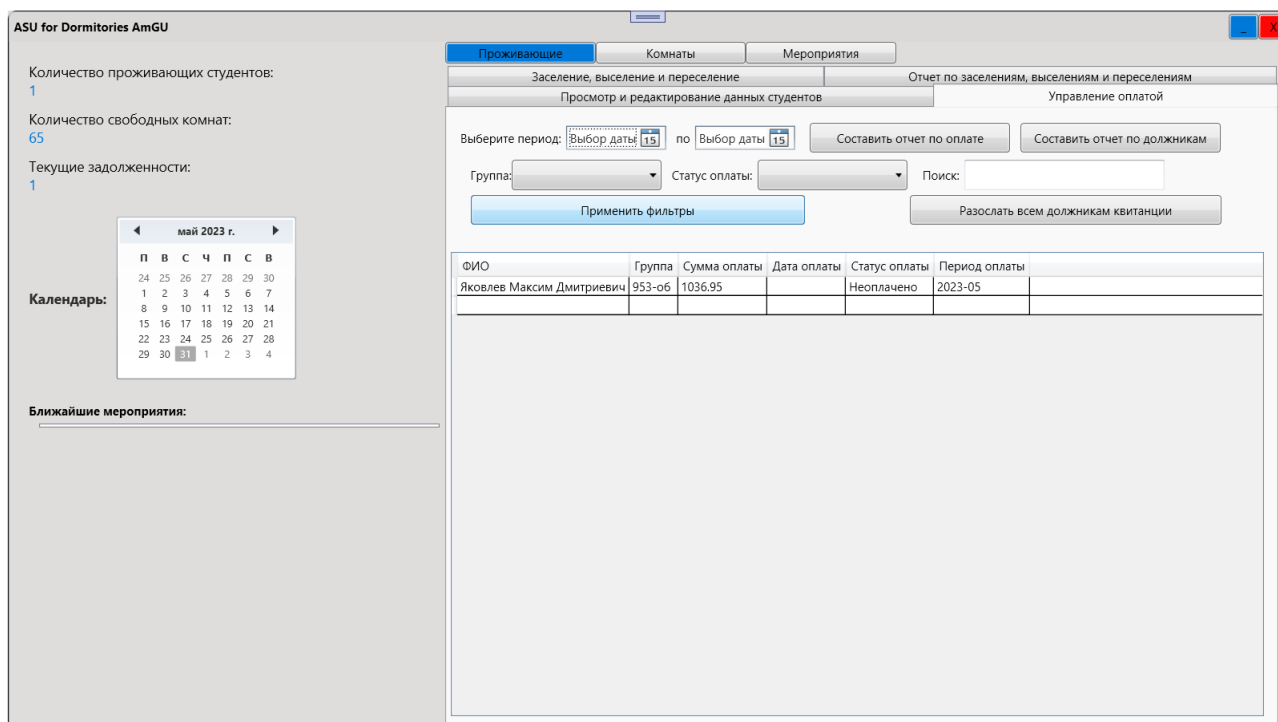 ASU for Dormitories AmGU
_ X
Количество проживающих студентов:
1
Количество свободных комнат:
65
Текущие задолженности:
1
Календарь:
май 2023 г.
П В С Ч П С В
24 25 26 27 28 29 30
1 2 3 4 5 6 7
8 9 10 11 12 13 14
15 16 17 18 19 20 21
22 23 24 25 26 27 28
29 30 31 1 2 3 4
Ближайшие мероприятия:
Проживающие Комнаты Мероприятия
Заселение, выселение и переселение Отчет по заселениям, выселениям и переселениям
Просмотр и редактирование данных студентов Управление оплатой
Выберите период: Выбор даты 15 по Выбор даты 15 Составить отчет по оплате Составить отчет по должникам
Группа: Статус оплаты: Поиск:
Применить фильтры Разослать всем должникам квитанции
ФИО Группа Сумма оплаты Дата оплаты Статус оплаты Период оплаты
Яковлев Максим Дмитриевич 953-об 1036.95 Неоплачено 2023-05